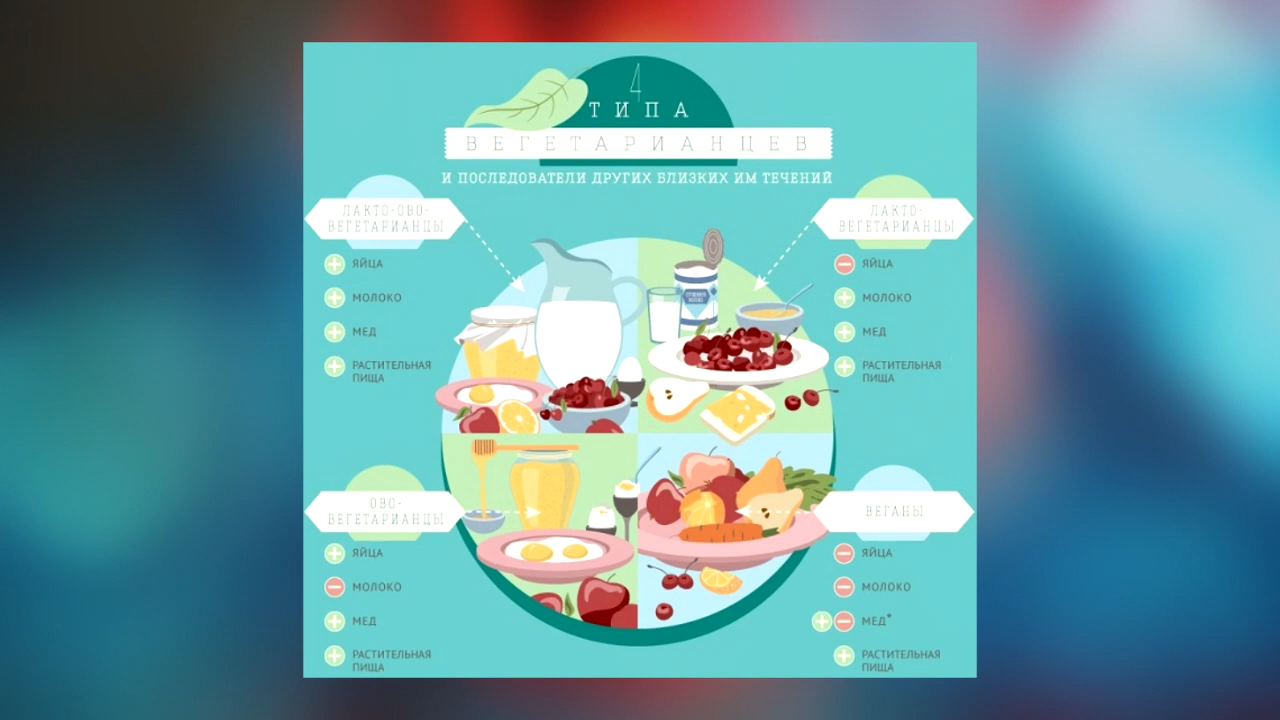 4
ТИПА
ВЕГЕТАРИАНЦЕВ
И ПОСЛЕДОВАТЕЛИ ДРУГИХ БЛИЗКИХ ИМ ТЕЧЕНИЙ
ЛАКТО-ОВО-
ВЕГЕТАРИАНЦЫ
ЯЙЦА
МОЛОКО
МЕД
РАСТИТЕЛЬНАЯ
ПИЩА
ЛАКТО-
ВЕГЕТАРИАНЦЫ
ЯЙЦА
МОЛОКО
МЕД
РАСТИТЕЛЬНАЯ
ПИЩА
ОВО-
ВЕГЕТАРИАНЦЫ
ЯЙЦА
МОЛОКО
МЕД
РАСТИТЕЛЬНАЯ
ПИЩА
ВЕГАНЫ
ЯЙЦА
МОЛОКО
МЕД*
РАСТИТЕЛЬНАЯ
ПИЩА